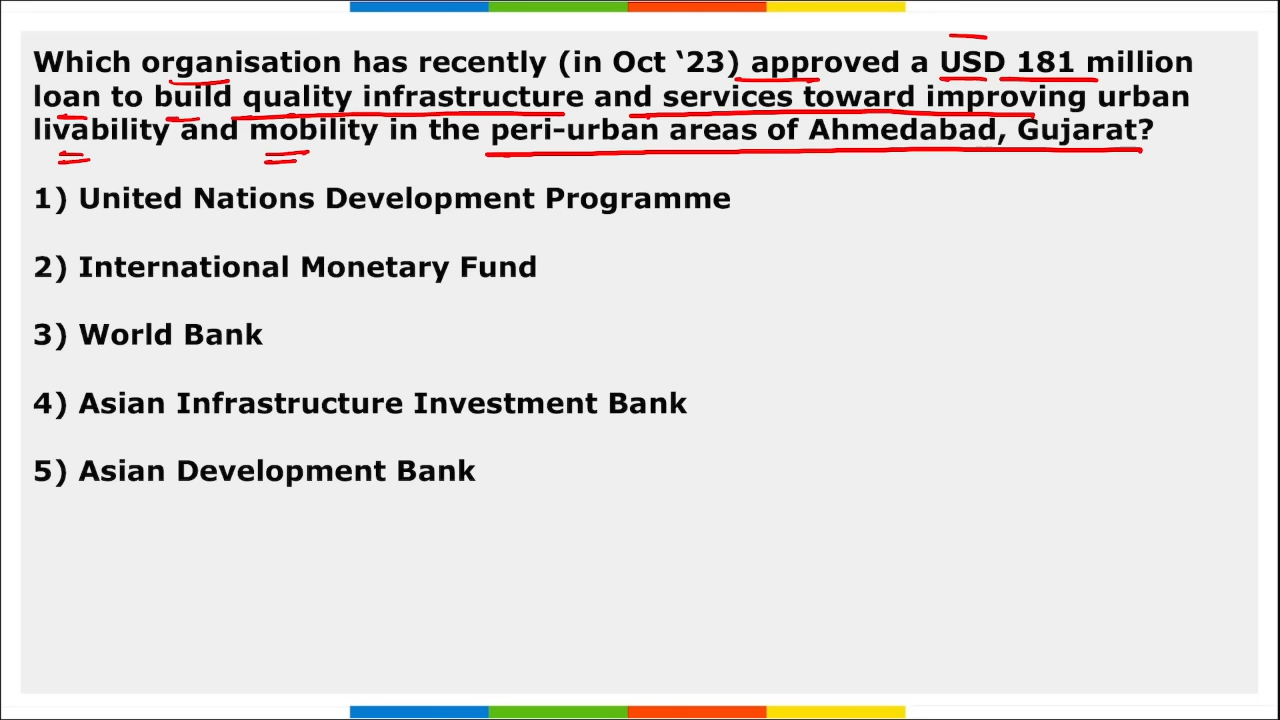 Which organisation has recently (in Oct ‘23) approved a USD 181 million
loan to build quality infrastructure and services toward improving urban
livability and mobility in the peri-urban areas of Ahmedabad, Gujarat?
1) United Nations Development Programme
2) International Monetary Fund
3) World Bank
4) Asian Infrastructure Investment Bank
5) Asian Development Bank